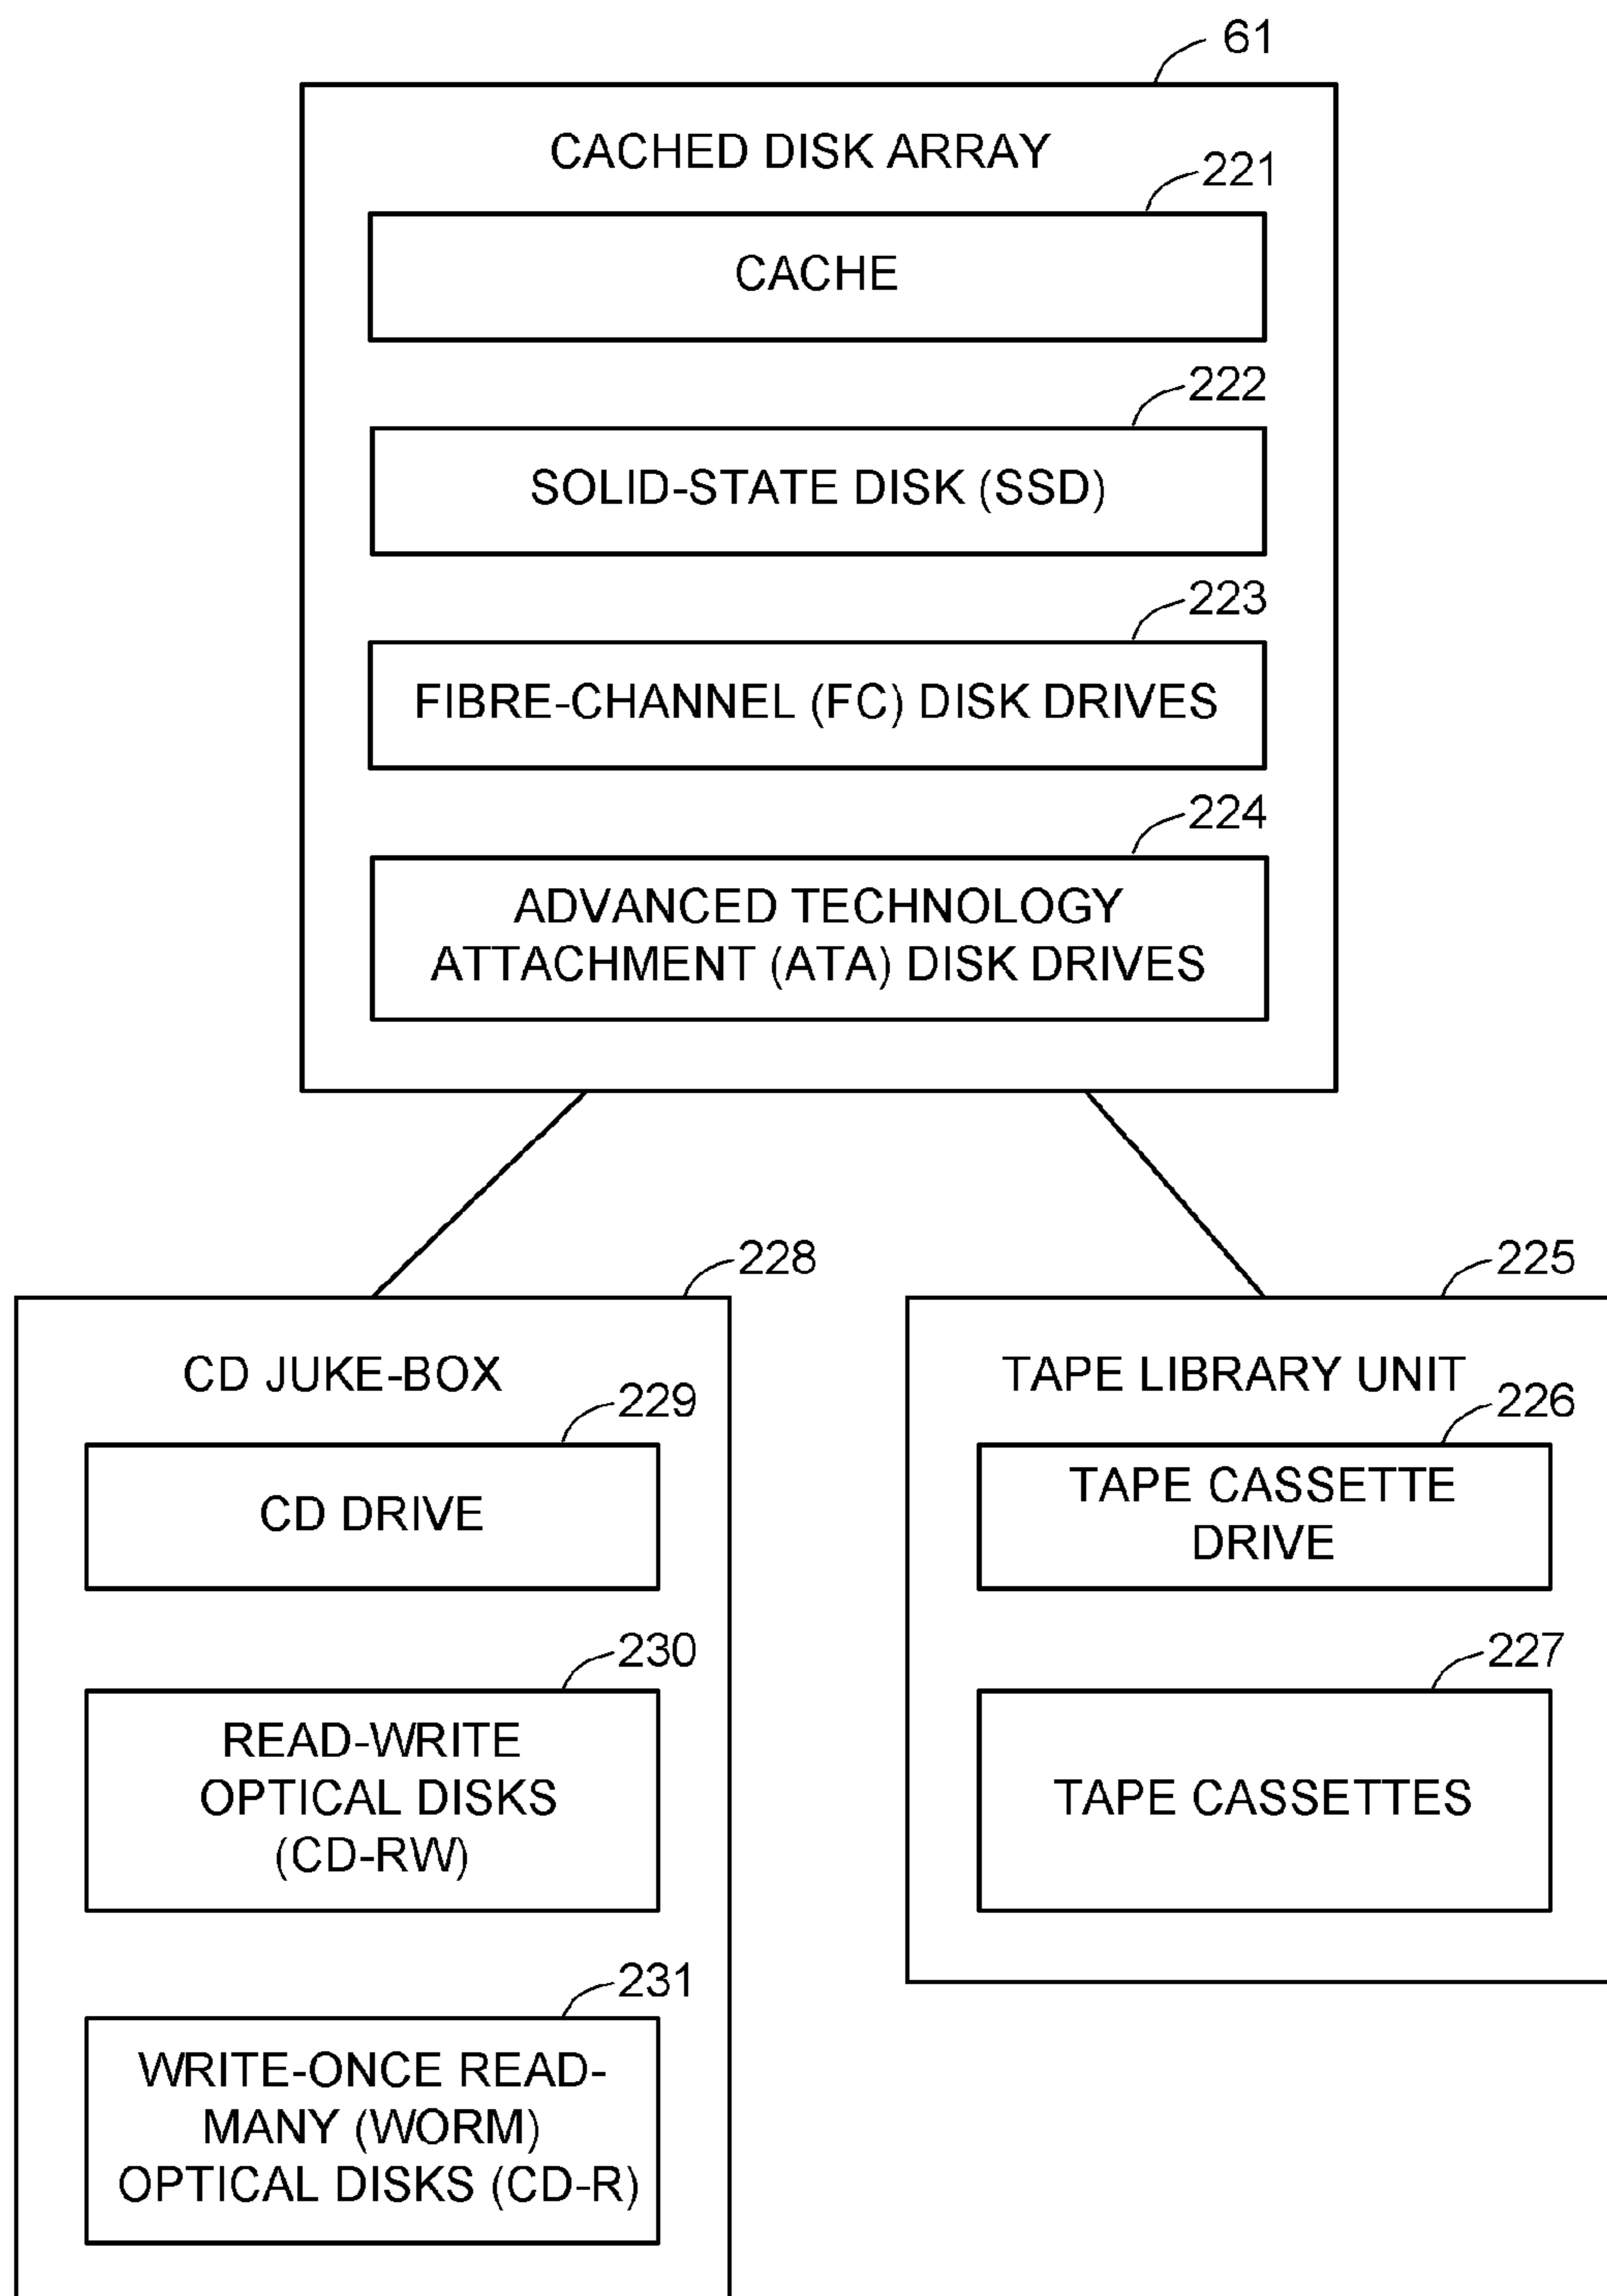 61
CACHED DISK ARRAY
221
CACHE
222
SOLID-STATE DISK (SSD)
223
FIBRE-CHANNEL (FC) DISK DRIVES
224
ADVANCED TECHNOLOGY
ATTACHMENT (ATA) DISK DRIVES
228
CD JUKE-BOX
229
CD DRIVE
230
READ-WRITE
OPTICAL DISKS
(CD-RW)
231
WRITE-ONCE READ-
MANY (WORM)
OPTICAL DISKS (CD-R)
225
TAPE LIBRARY UNIT
226
TAPE CASSETTE
DRIVE
227
TAPE CASSETTES